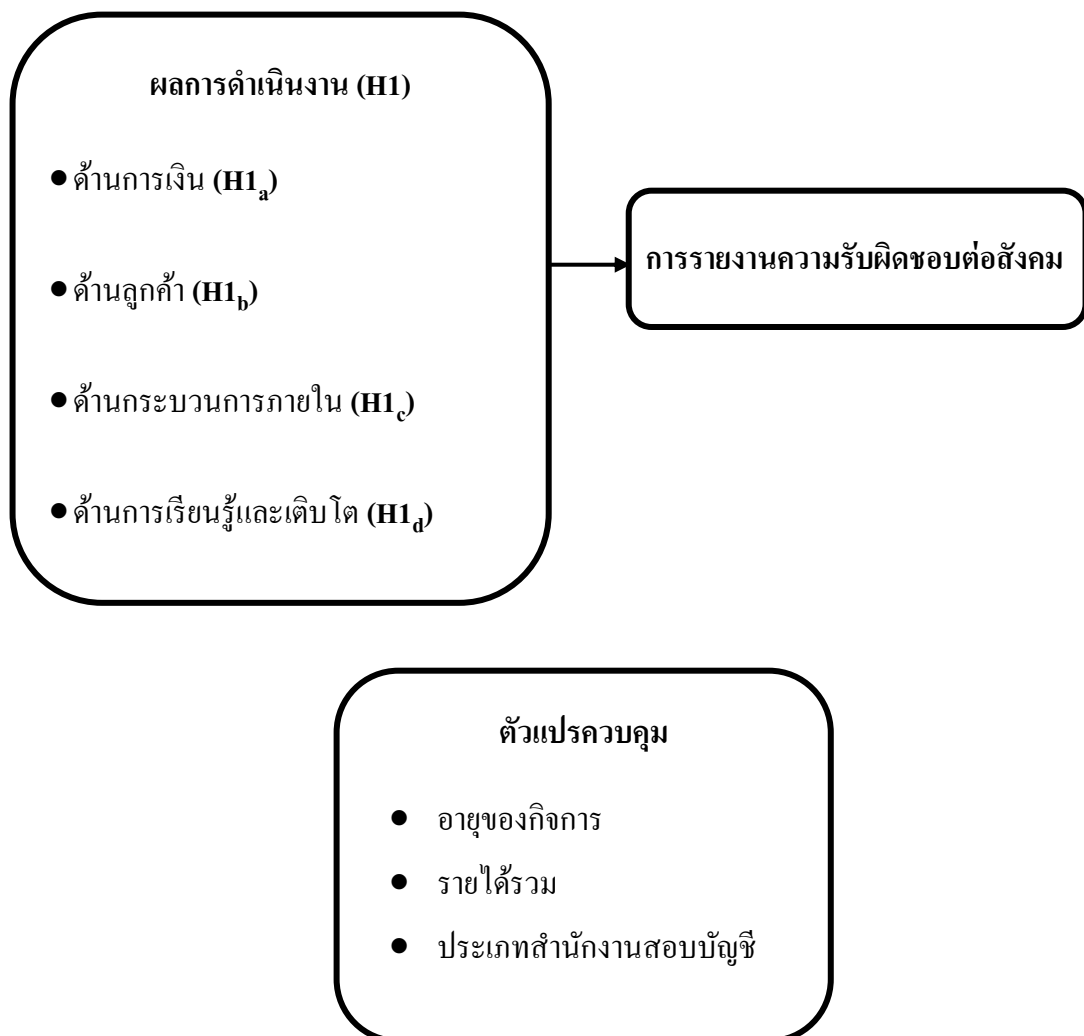 ผลการดำเนินงาน (H1)
● ด้านการเงิน (H1a)
● ด้านลูกค้า (H1b)
● ด้านกระบวนการภายใน (H1c)
● ด้านการเรียนรู้และเติบโต (H1d)
การรายงานความรับผิดชอบต่อสังคม
ตัวแปรควบคุม
● อายุของกิจการ
● รายได้รวม
● ประเภทสำนักงานสอบบัญชี